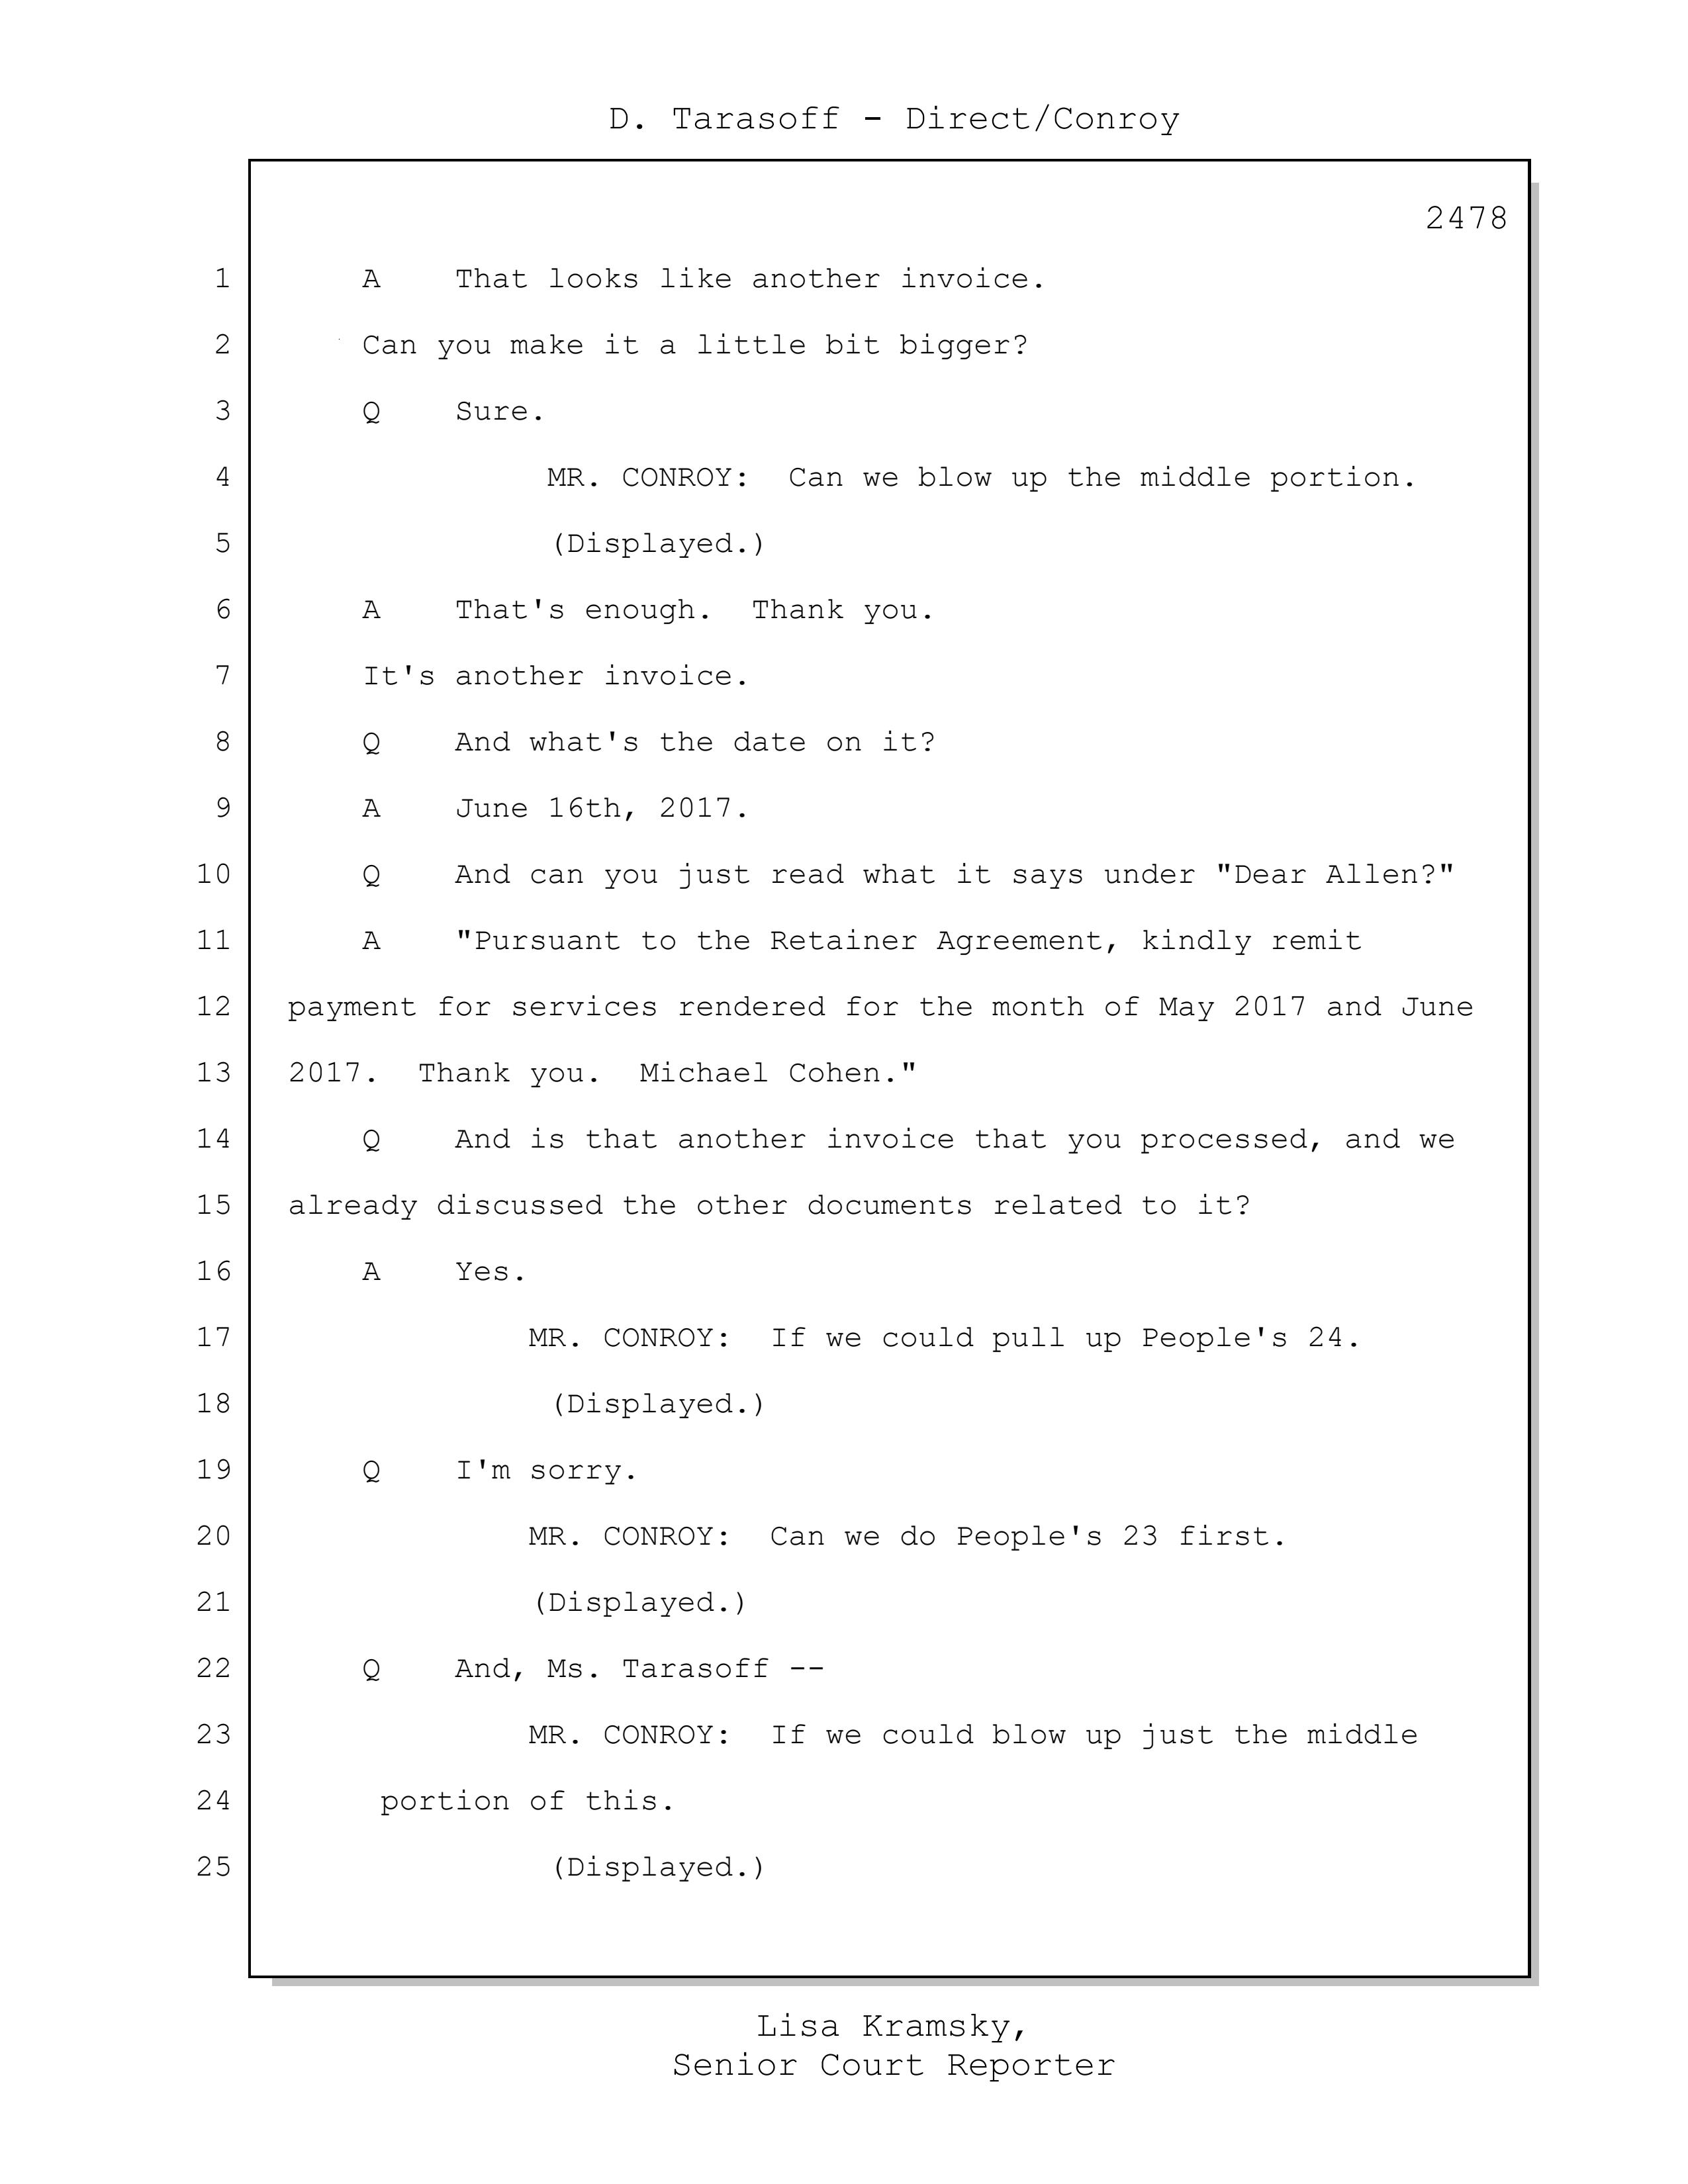 D. Tarasoff - Direct/Conroy
2478
1 A That looks like another invoice.
2 Can you make it a little bit bigger?
3 Q Sure.
4 MR. CONROY: Can we blow up the middle portion.
5 (Displayed.)
6 A That's enough. Thank you.
7 It's another invoice.
8 Q And what's the date on it?
9 A June 16th, 2017.
10 Q And can you just read what it says under "Dear Allen?"
11 A "Pursuant to the Retainer Agreement, kindly remit
12 payment for services rendered for the month of May 2017 and June
13 2017. Thank you. Michael Cohen."
14 Q And is that another invoice that you processed, and we
15 already discussed the other documents related to it?
16 A Yes.
17 MR. CONROY: If we could pull up People's 24.
18 (Displayed.)
19 Q I'm sorry.
20 MR. CONROY: Can we do People's 23 first.
21 (Displayed.)
22 Q And, Ms. Tarasoff --
23 MR. CONROY: If we could blow up just the middle
24 portion of this.
25 (Displayed.)
Lisa Kramsky,
Senior Court Reporter